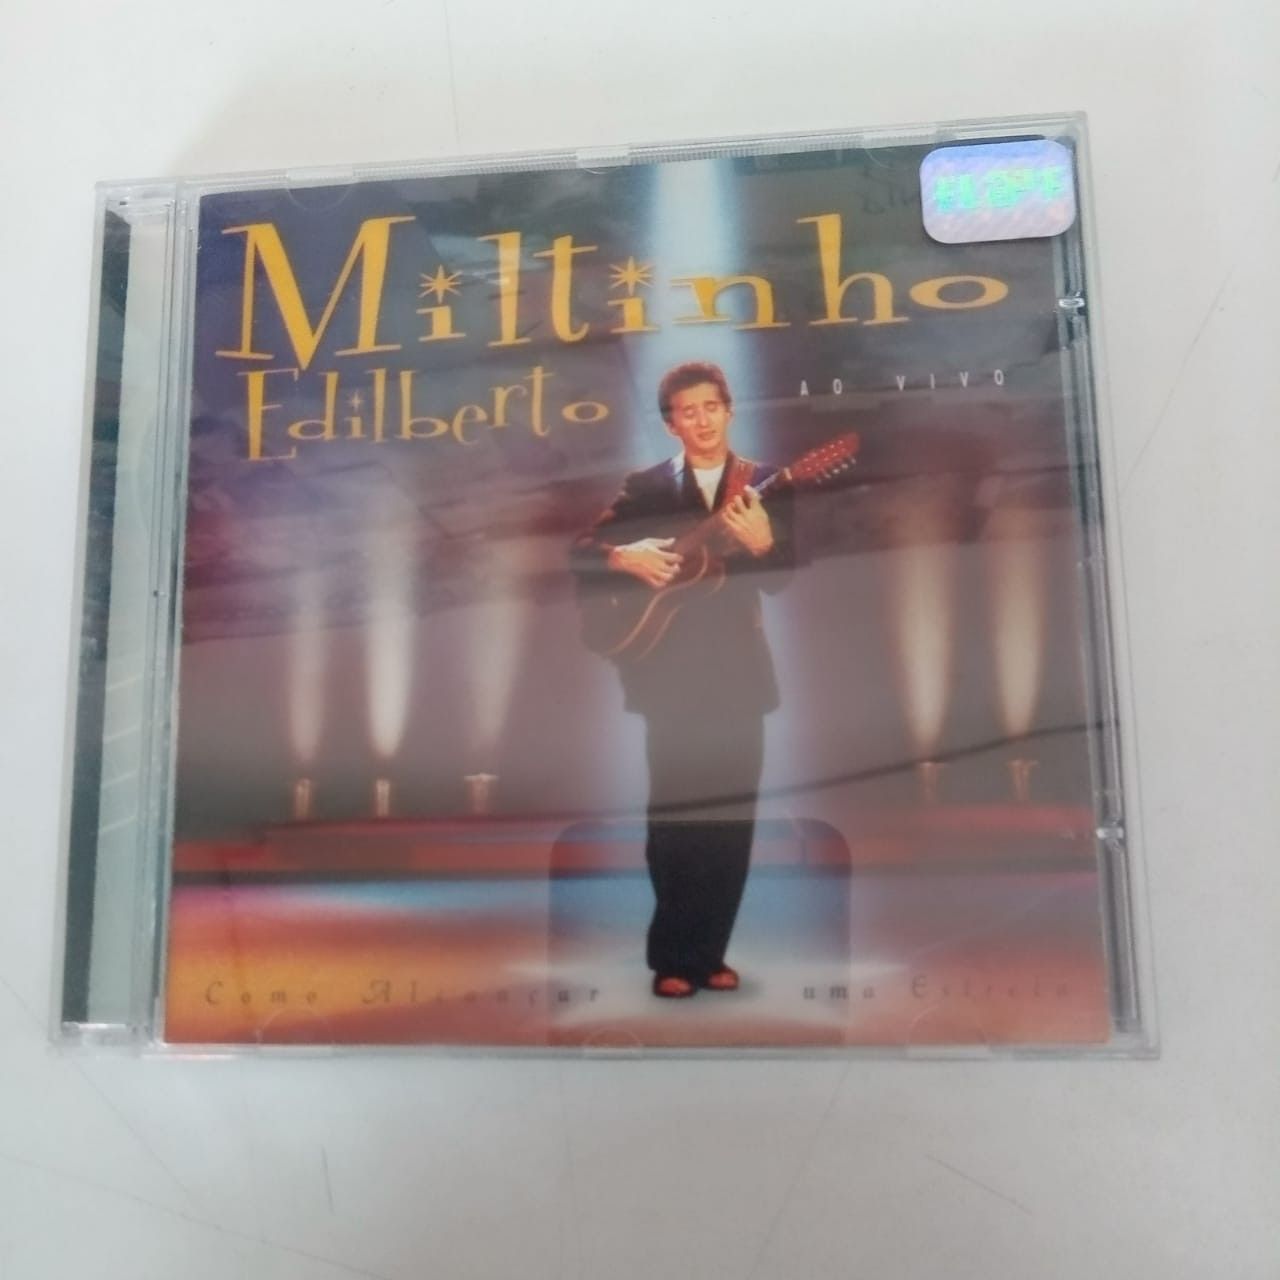 Miltinho
Edilberto
AO VIVO
Como Alcançar uma Estrela